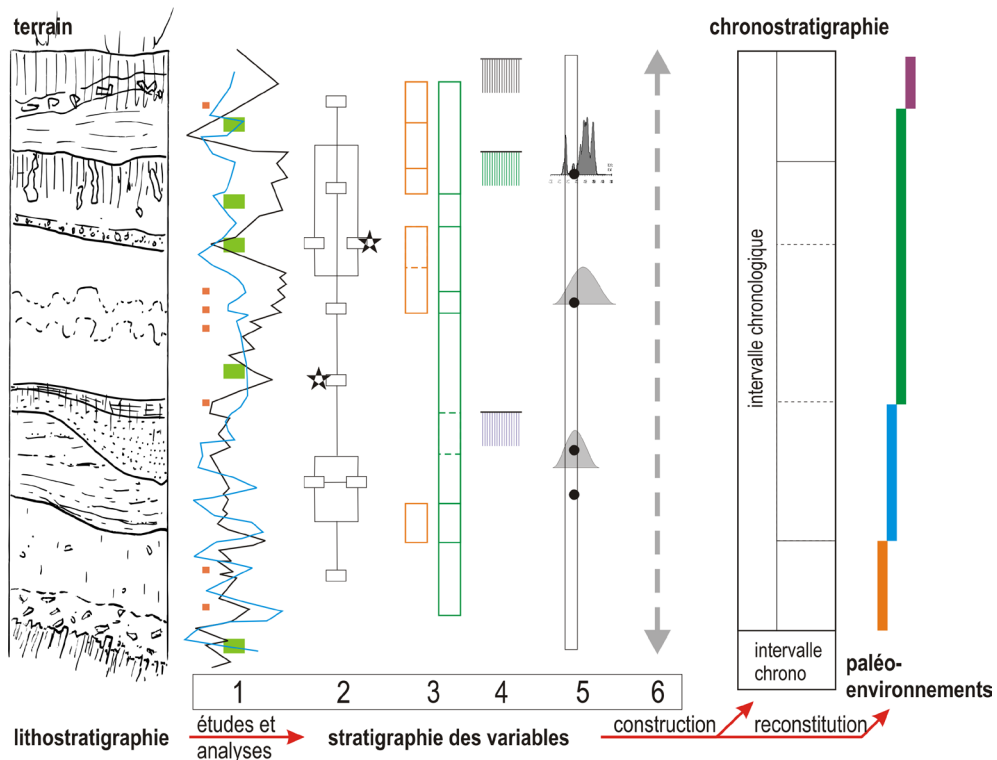 terrain
chronostratigraphie
intervalle chronologique
intervalle
chrono
paléo-
environnements
1 2 3 4 5 6
lithostratigraphie
études et
analyses
stratigraphie des variables
construction
reconstitution